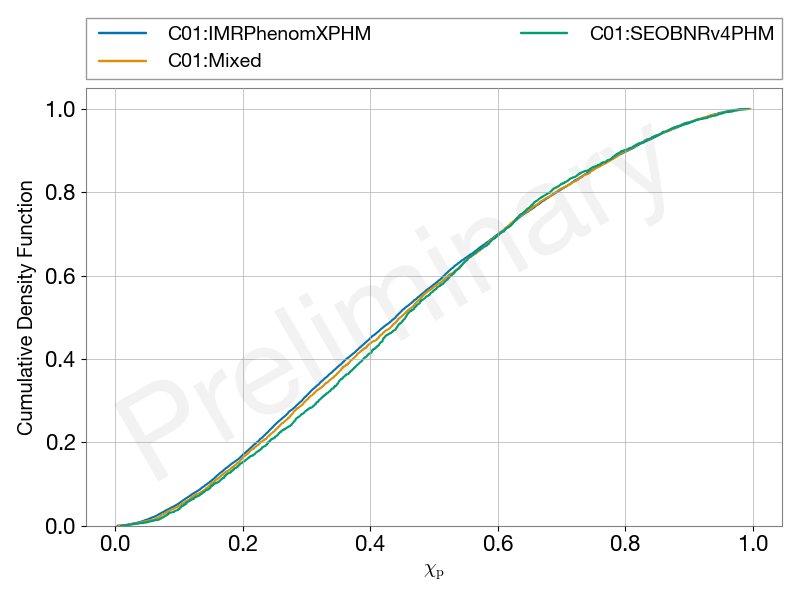 C01:IMRPhenomXPHM
C01:Mixed
C01:SEOBNRv4PHM
Preliminary
Cumulative Density Function
1.0
0.8
0.6
0.4
0.2
0.0
0.0 0.2 0.4 0.6 0.8 1.0
χp